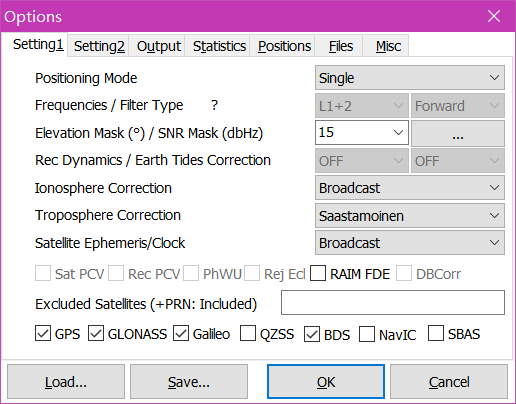 Options
Setting1 Setting2 Output Statistics Positions Files Misc
Positioning Mode Single
Frequencies / Filter Type ? L1+2 Forward
Elevation Mask (°) / SNR Mask (dbHz) 15 ...
Rec Dynamics / Earth Tides Correction OFF OFF
Ionosphere Correction Broadcast
Troposphere Correction Saastamoinen
Satellite Ephemeris/Clock Broadcast
Sat PCV Rec PCV PhWU Rej Ecl RAIM FDE DBCorr
Excluded Satellites (+PRN: Included)
GPS GLONASS Galileo QZSS BDS NavIC SBAS
Load... Save... OK Cancel